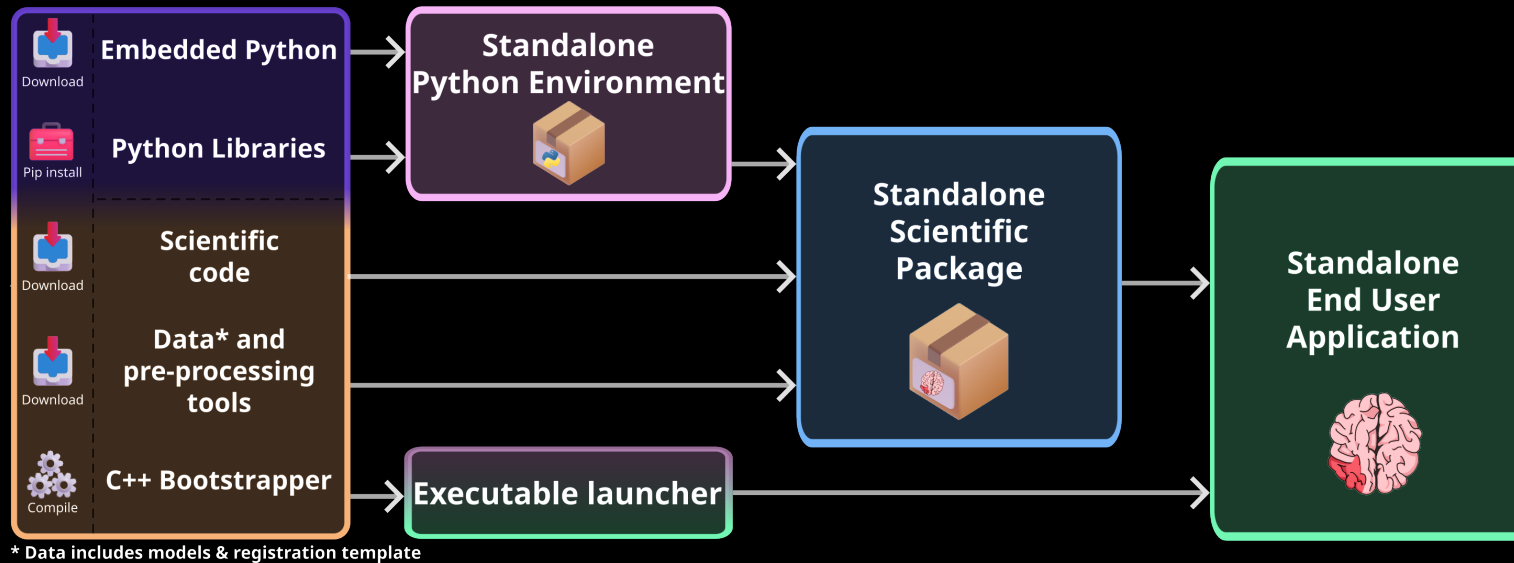 Download
Embedded Python
Pip install
Python Libraries
Download
Scientific
code
Download
Data* and
pre-processing
tools
Compile
C++ Bootstrapper
* Data includes models & registration template
Standalone
Python Environment
Executable launcher
Standalone
Scientific
Package
Standalone
End User
Application